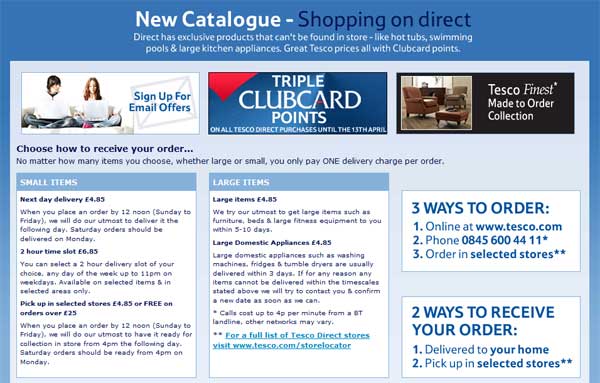 New Catalogue - Shopping on direct
Direct has exclusive products that can't be found in store - like hot tubs, swimming
pools & large kitchen appliances. Great Tesco prices all with Clubcard points.
Sign Up For
Email Offers
TRIPLE
CLUBCARD
POINTS
ON ALL TESCO DIRECT PURCHASES UNTIL THE 13TH APRIL
Tesco Finest*
Made to Order
Collection
Choose how to receive your order...
No matter how many items you choose, whether large or small, you only pay ONE delivery charge per order.
SMALL ITEMS
Next day delivery £4.85
When you place an order by 12 noon (Sunday to
Friday), we will do our utmost to deliver it the
following day. Saturday orders should be
delivered on Monday.
2 hour time slot £6.85
You can select a 2 hour delivery slot of your
choice, any day of the week up to 11pm on
weekdays. Available on selected items & in
selected areas only.
Pick up in selected stores £4.85 or FREE on
orders over £25
When you place an order by 12 noon (Sunday to
Friday), we will do our utmost to have it ready for
collection in store from 4pm the following day.
Saturday orders should be ready from 4pm on
Monday.
LARGE ITEMS
Large items £4.85
We try our utmost to get large items such as
furniture, beds & large fitness equipment to you
within 5-10 days.
Large Domestic Appliances £4.85
Large domestic appliances such as washing
machines, fridges & tumble dryers are usually
delivered within 3 days. If for any reason any
items cannot be delivered within the timescales
stated above we will try to contact you & confirm
a new date as soon as we can.
* Calls cost up to 4p per minute from a BT
landline, other networks may vary.
** For a full list of Tesco Direct stores
visit www.tesco.com/storelocator
3 WAYS TO ORDER:
1. Online at www.tesco.com
2. Phone 0845 600 44 11*
3. Order in selected stores**
2 WAYS TO RECEIVE
YOUR ORDER:
1. Delivered to your home
2. Pick up in selected stores**